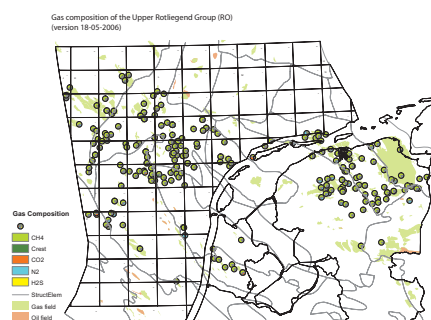 Gas composition of the Upper Rotliegend Group (RO)
(version 18-05-2006)
Gas Composition
CH4
Crest
CO2
N2
H2S
StructElem
Gas field
Oil field